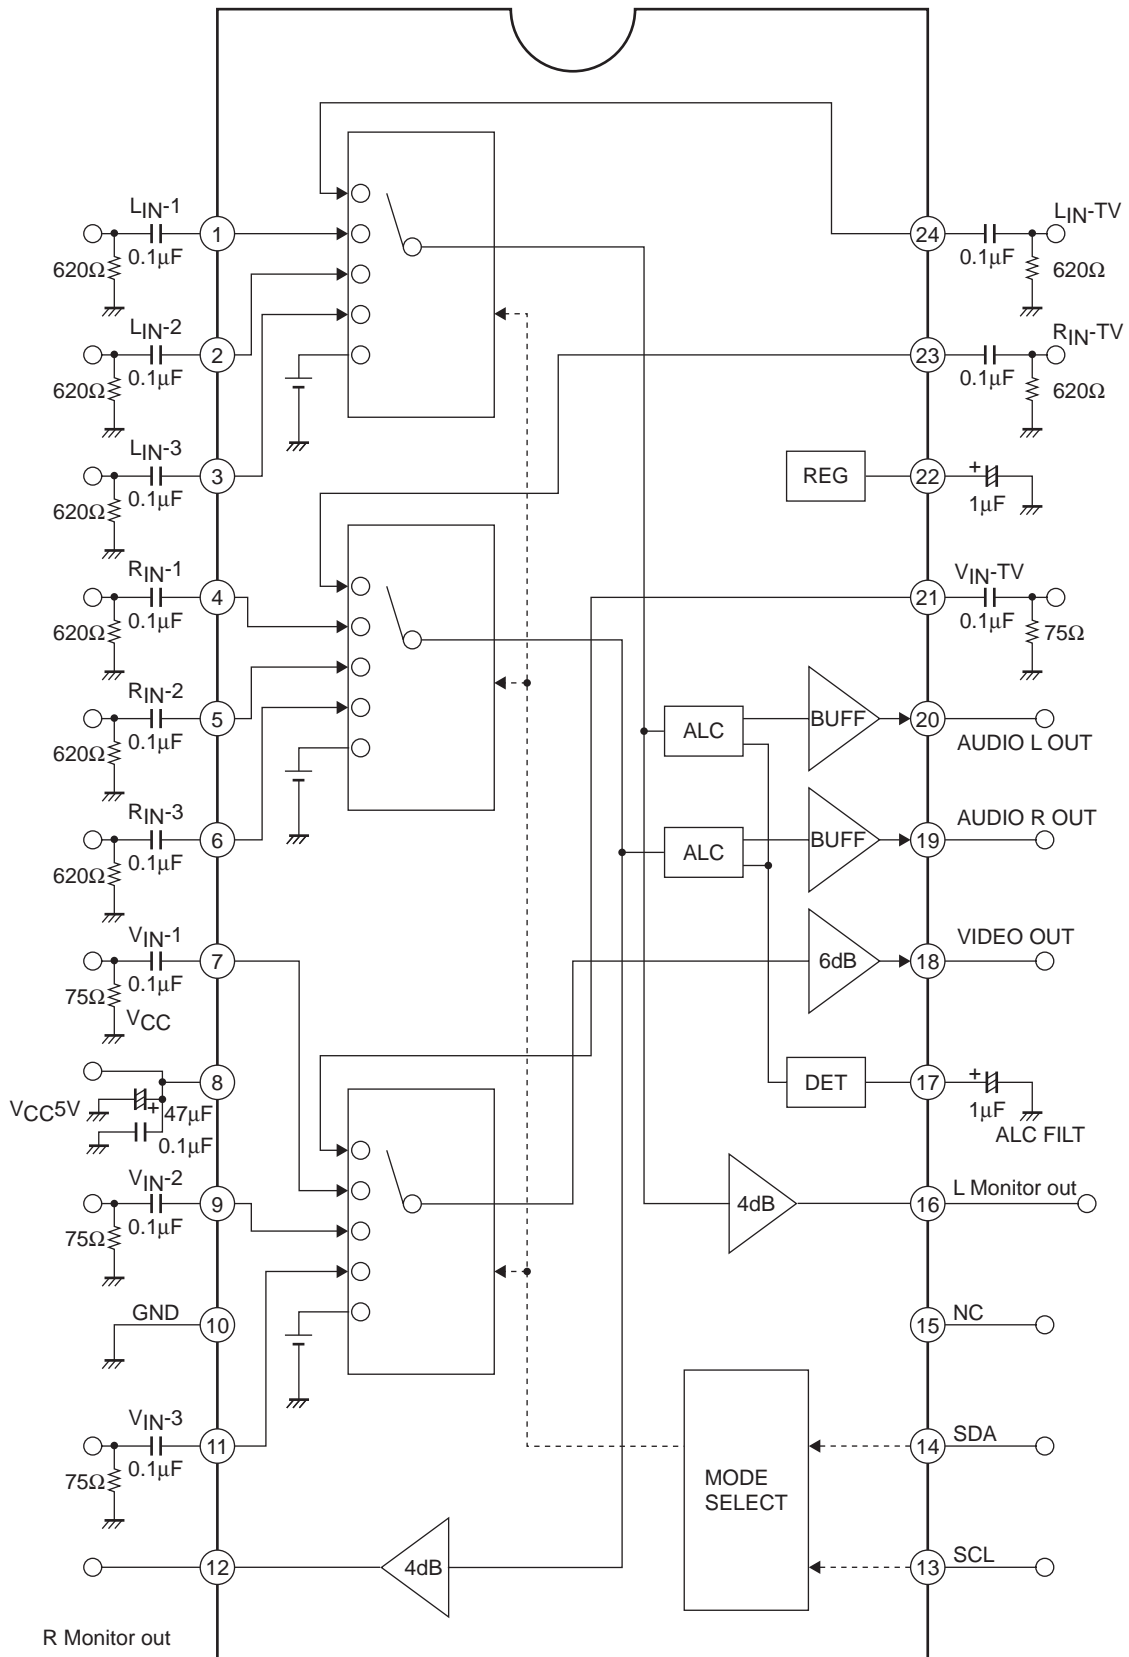 LIN-1
1
0.1μF
620Ω
LIN-2
2
0.1μF
620Ω
LIN-3
3
0.1μF
620Ω
RIN-1
4
0.1μF
620Ω
RIN-2
5
0.1μF
620Ω
RIN-3
6
0.1μF
620Ω
VIN-1
7
0.1μF
75Ω
VCC
8
VCC5V
+
47μF
0.1μF
VIN-2
9
0.1μF
75Ω
GND
10
VIN-3
11
0.1μF
75Ω
12
4dB
R Monitor out
24
LIN-TV
0.1μF
620Ω
23
RIN-TV
0.1μF
620Ω
REG
22
+
1μF
21
VIN-TV
0.1μF
75Ω
ALC
BUFF
20
AUDIO L OUT
ALC
BUFF
19
AUDIO R OUT
6dB
18
VIDEO OUT
DET
17
+
1μF
ALC FILT
4dB
16
L Monitor out
15
NC
MODE
SELECT
14
SDA
13
SCL